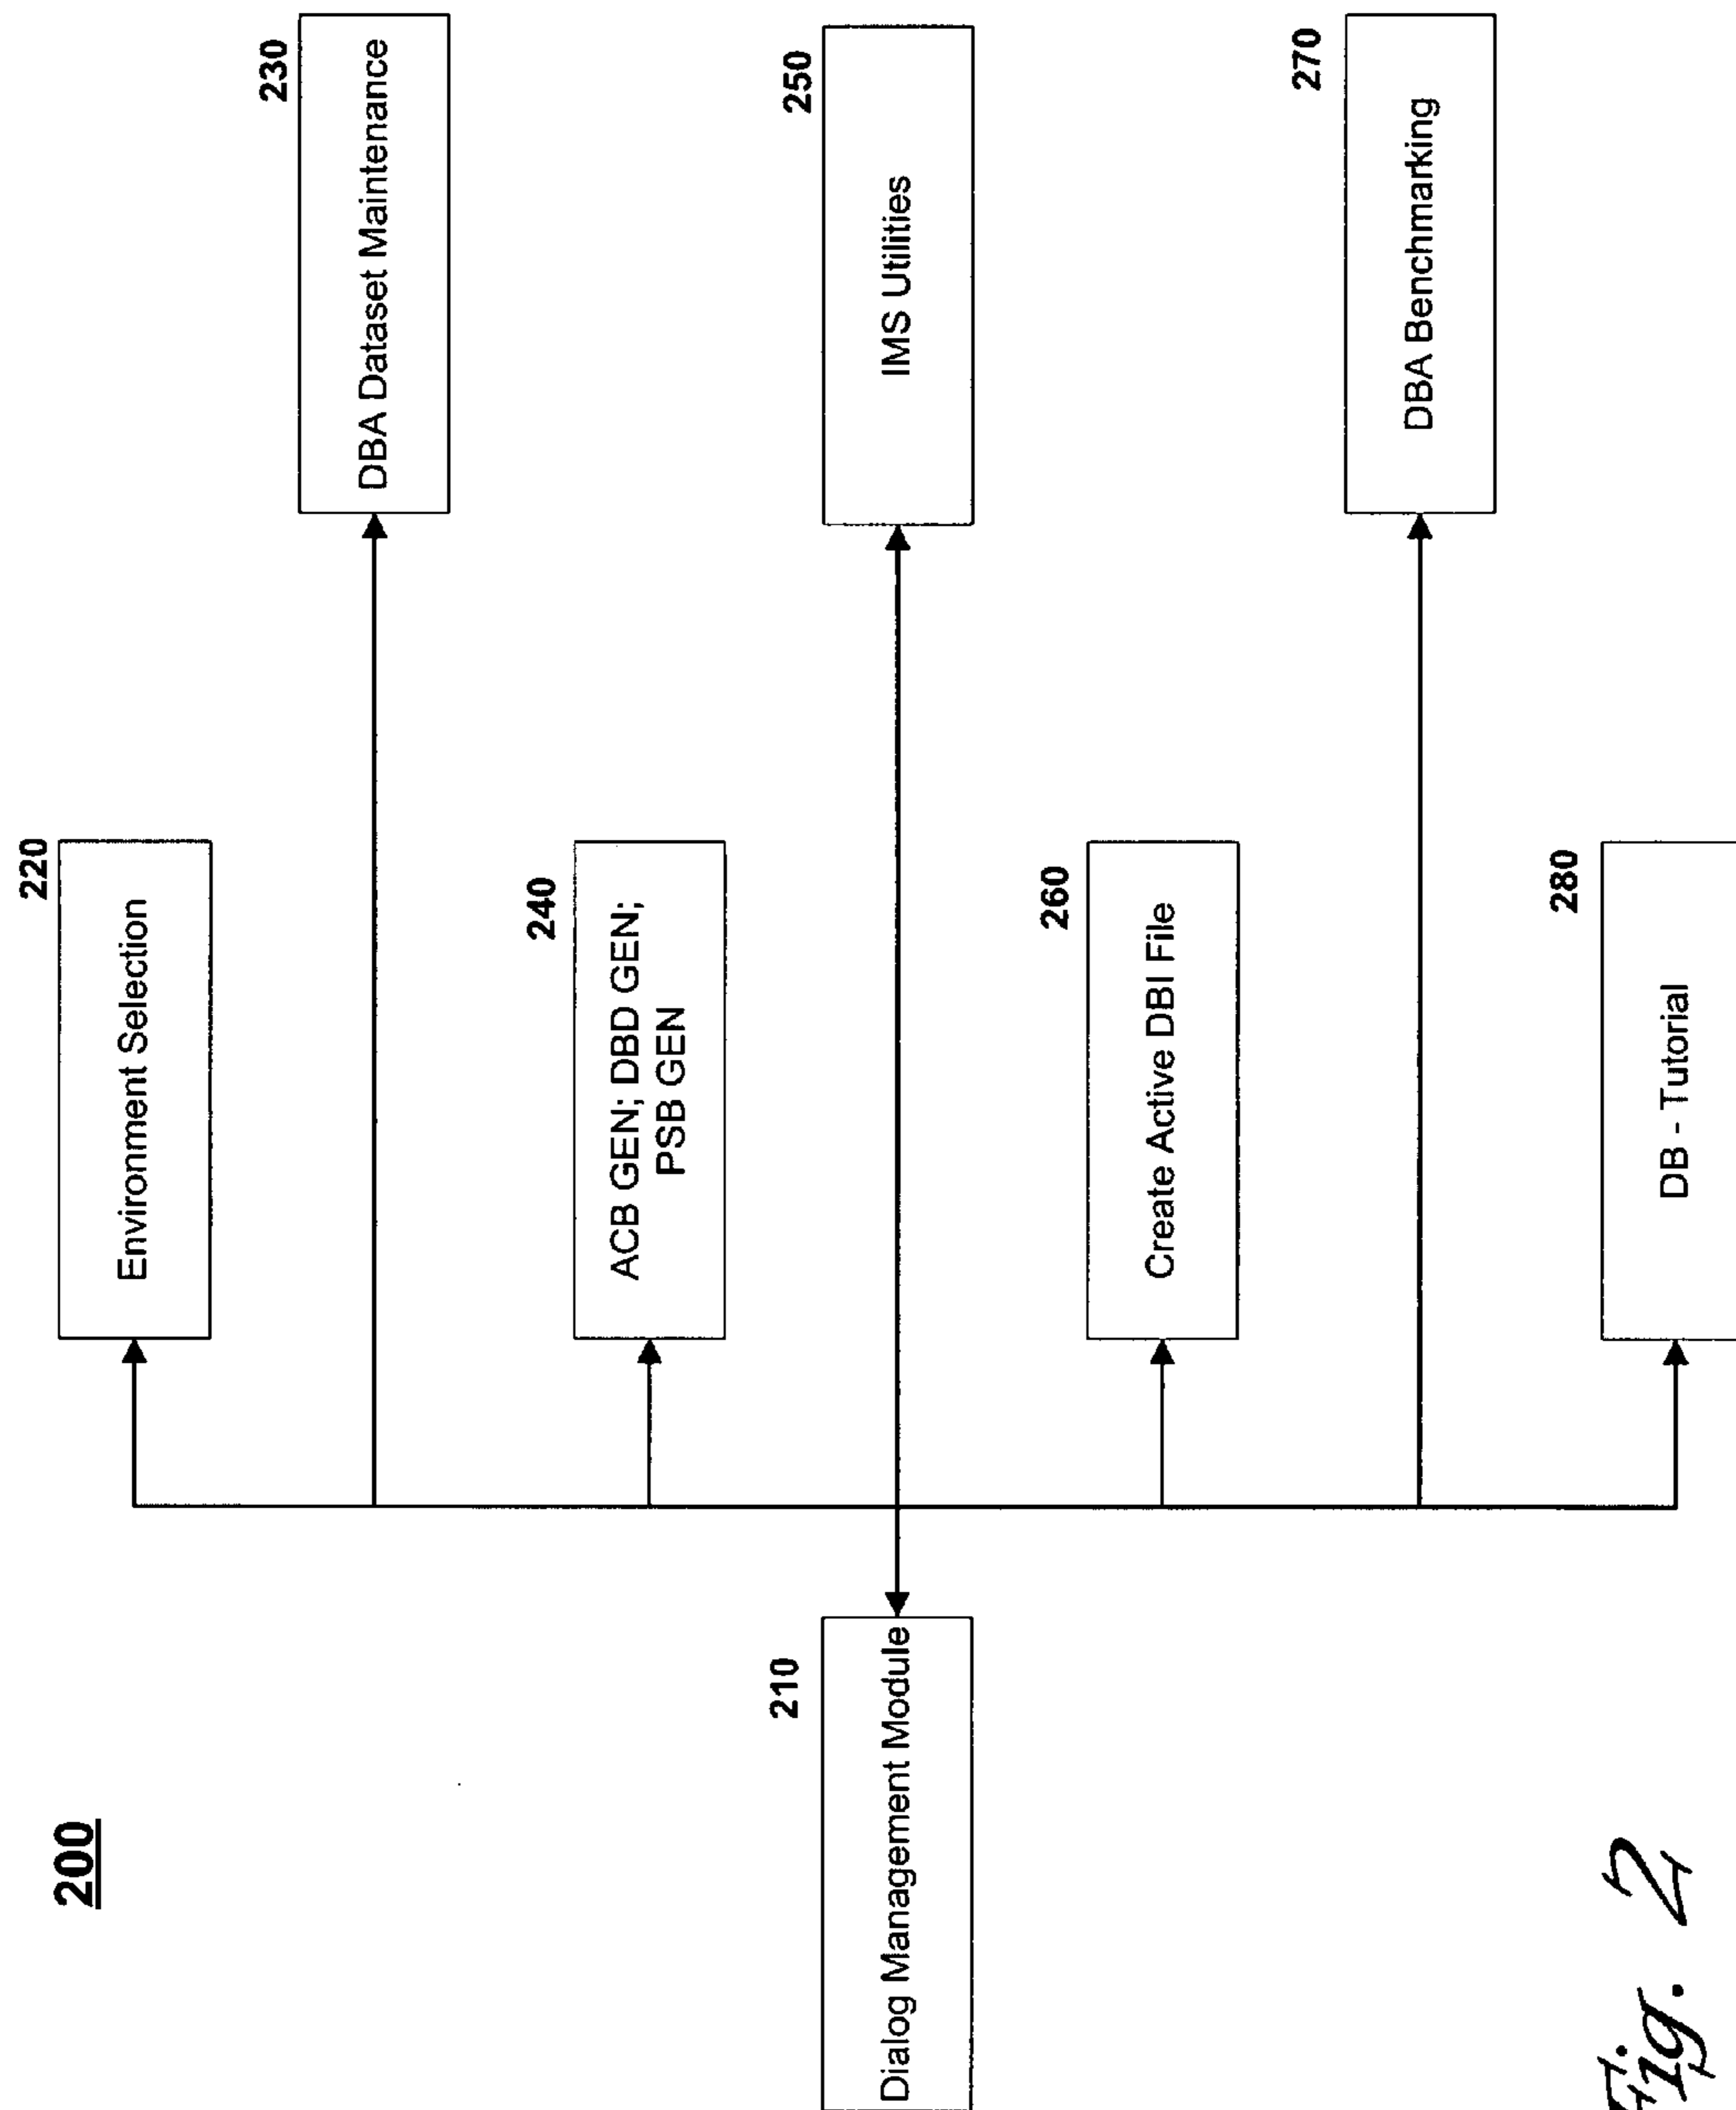 200
220
Environment Selection
230
DBA Dataset Maintenance
240
ACB GEN; DBD GEN;
PSB GEN
210
Dialog Management Module
250
IMS Utilities
260
Create Active DBI File
270
DBA Benchmarking
280
DB - Tutorial
Fig. 2